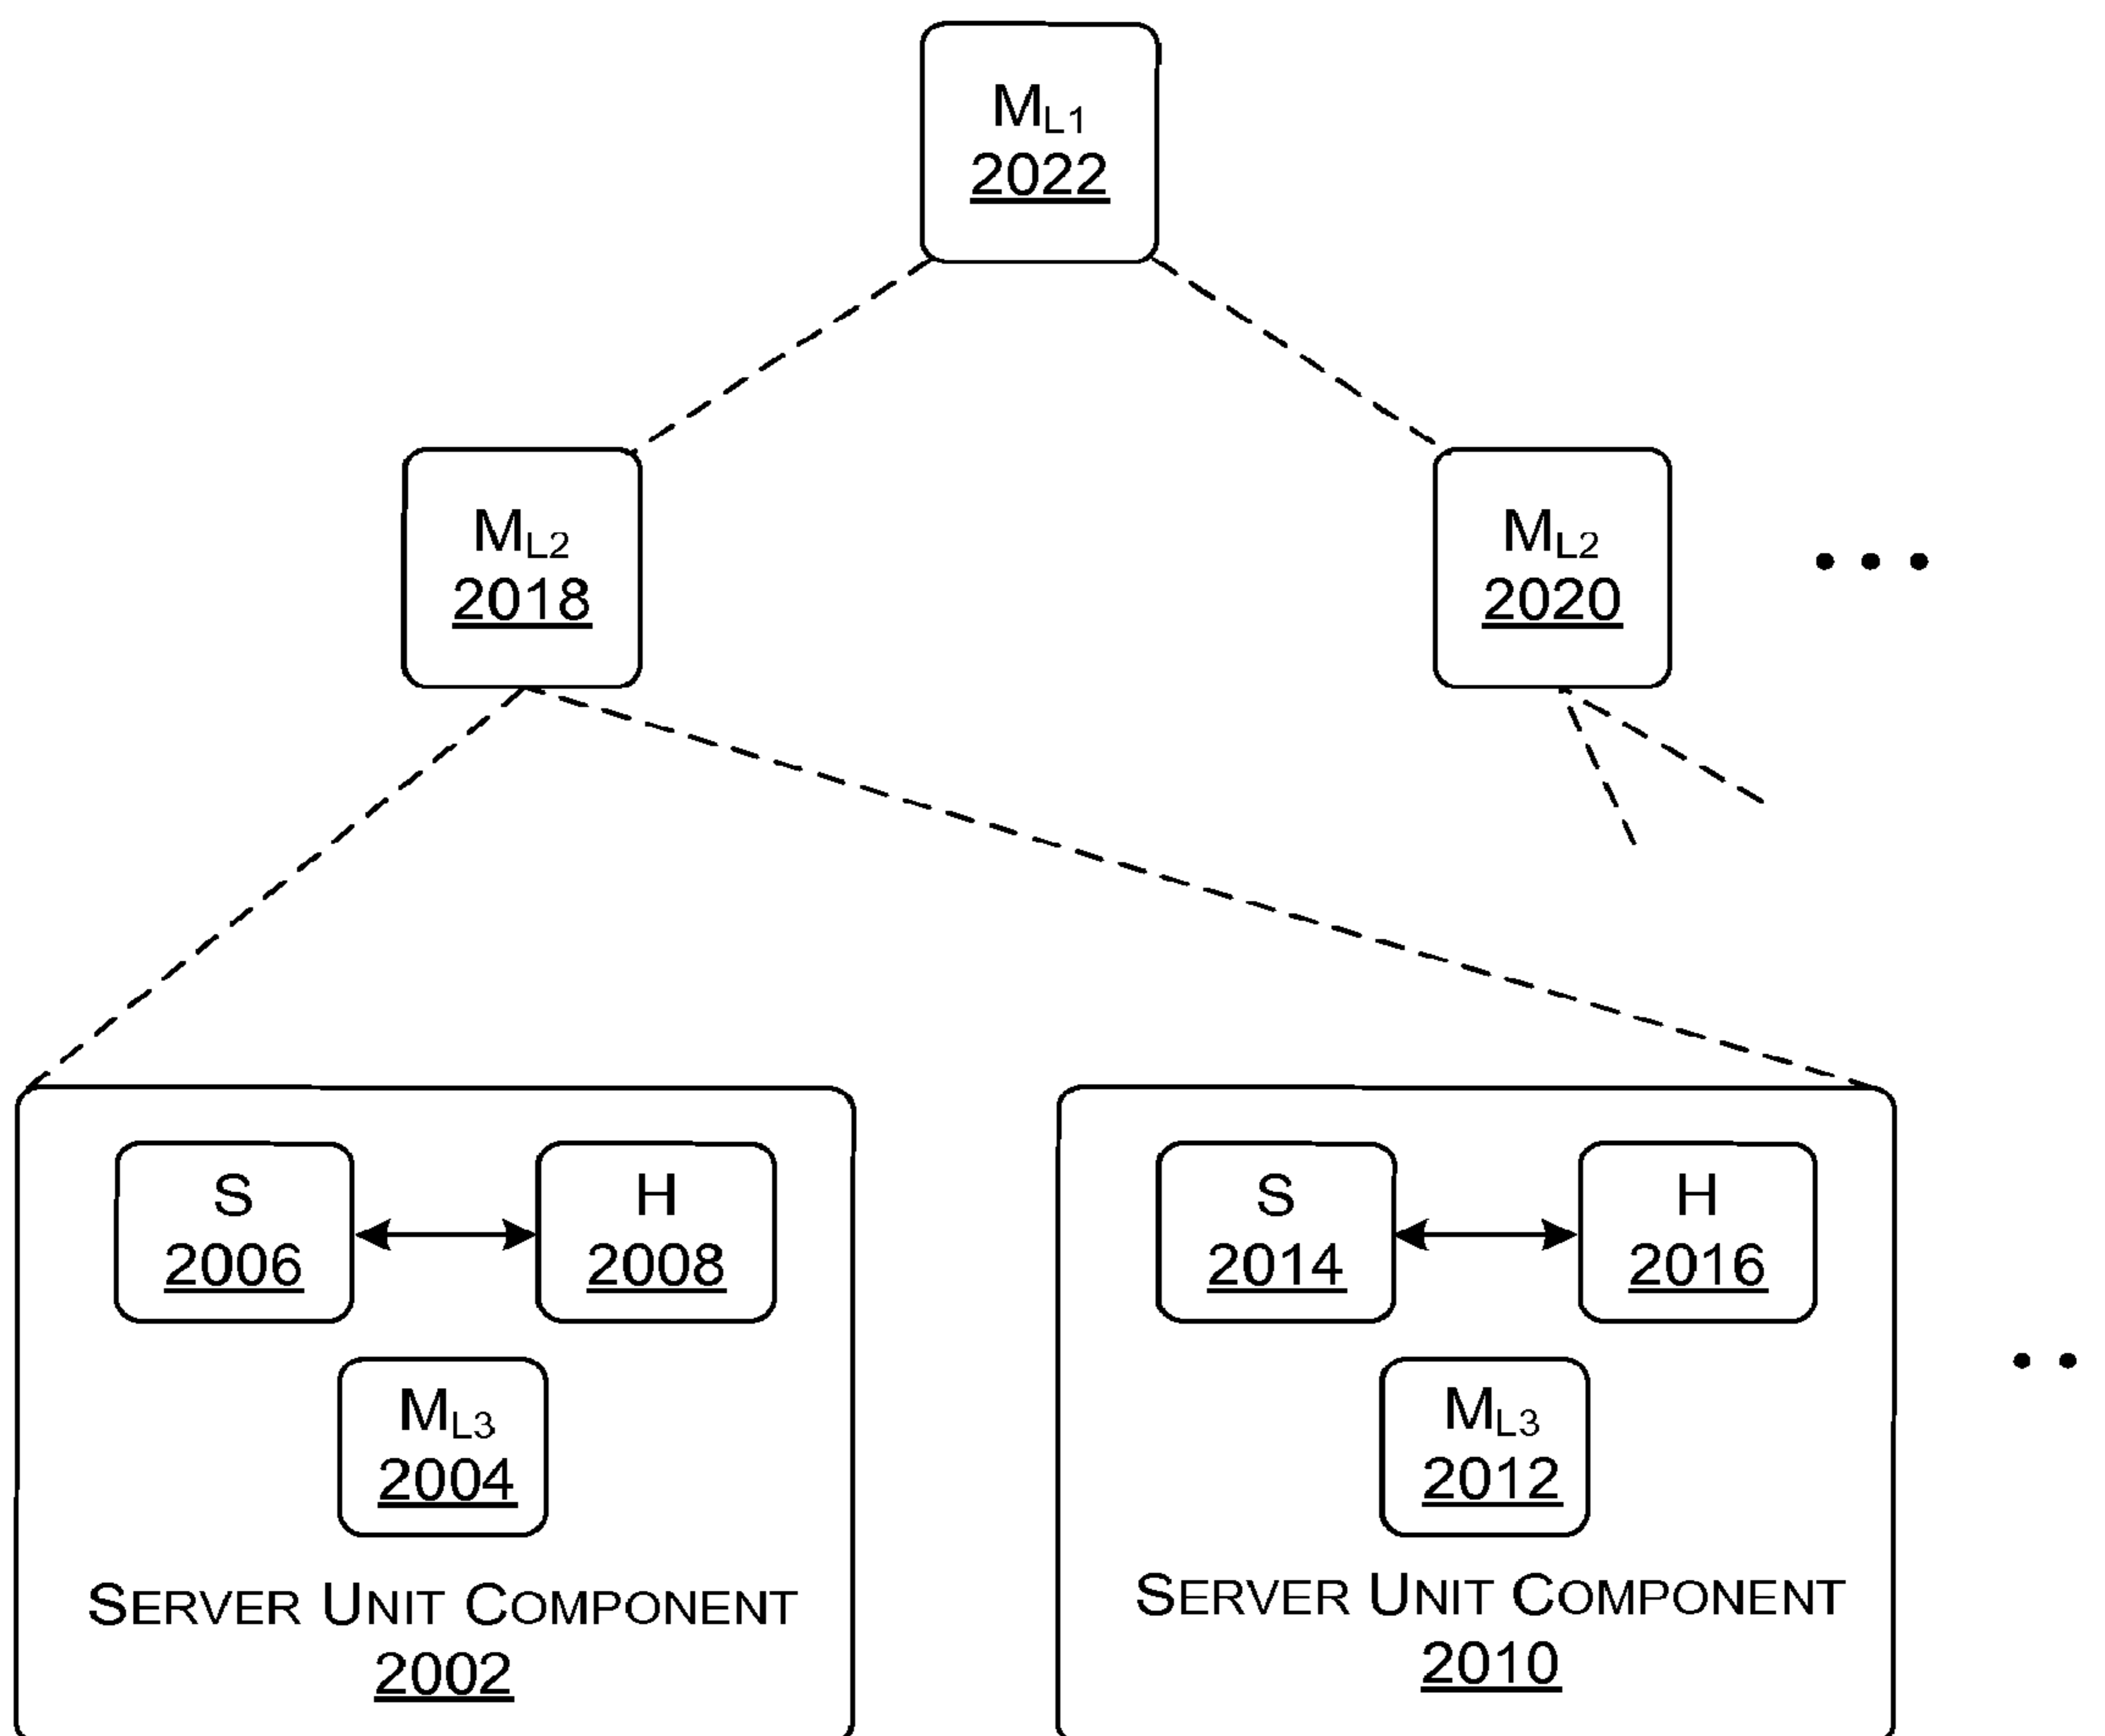 ML1
2022
ML2
2018
ML2
2020
S
2006
H
2008
ML3
2004
SERVER UNIT COMPONENT
2002
S
2014
H
2016
ML3
2012
SERVER UNIT COMPONENT
2010